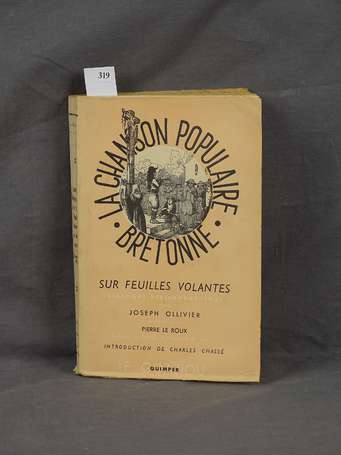 319
LA CHANSON POPULAIRE
• BRETONNE •
SUR FEUILLES VOLANTES
JOSEPH OLLIVIER
PIERRE LE ROUX
INTRODUCTION DE CHARLES CHASSÉ
QUIMPER